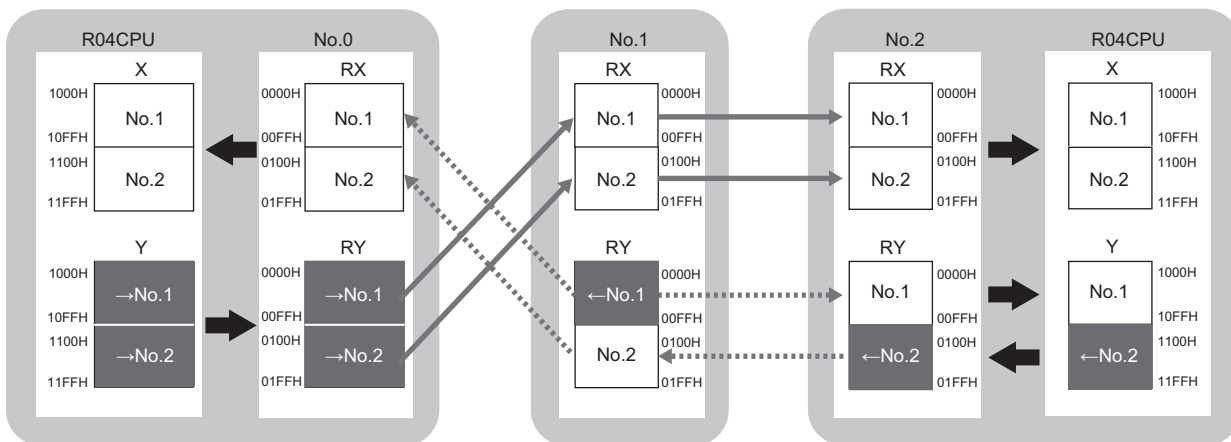 R04CPU
No.0
No.1
No.2
R04CPU
X
RX
RX
RX
X
1000H
No.1
10FFH
1100H
No.2
11FFH
0000H
No.1
00FFH
0100H
No.2
01FFH
No.1
0000H
00FFH
No.2
0100H
01FFH
No.1
0000H
00FFH
No.2
0100H
01FFH
No.1
1000H
10FFH
No.2
1100H
11FFH
Y
RY
RY
RY
Y
1000H
→No.1
10FFH
1100H
→No.2
11FFH
0000H
→No.1
00FFH
0100H
→No.2
01FFH
←No.1
0000H
00FFH
No.2
0100H
01FFH
No.1
0000H
00FFH
←No.2
0100H
01FFH
No.1
1000H
10FFH
←No.2
1100H
11FFH